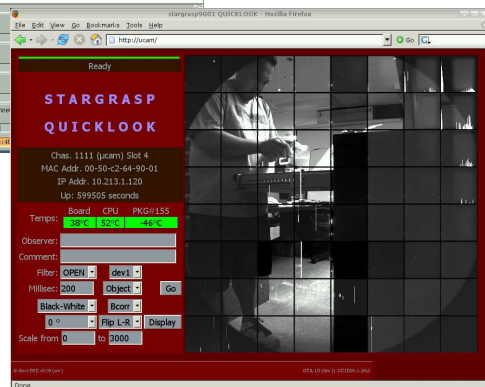 stargrasp9001 QUICKLOOK - Mozilla Firefox
File Edit View Go Bookmarks Tools Help
http://ucam/
Go
Ready
STARGRASP
QUICKLOOK
Chas. 1111 (µcam) Slot 4
MAC Addr. 00-50-c2-64-90-01
IP Addr. 10.213.1.120
Up: 599505 seconds
Board CPU PKG#155
Temps: 38°C 52°C -46°C
Observer:
Comment:
Filter: OPEN dev1
Millisec: 200 Object Go
Black-White Bcorr
0 ° Flip L-R Display
Scale from 0 to 3000
Done